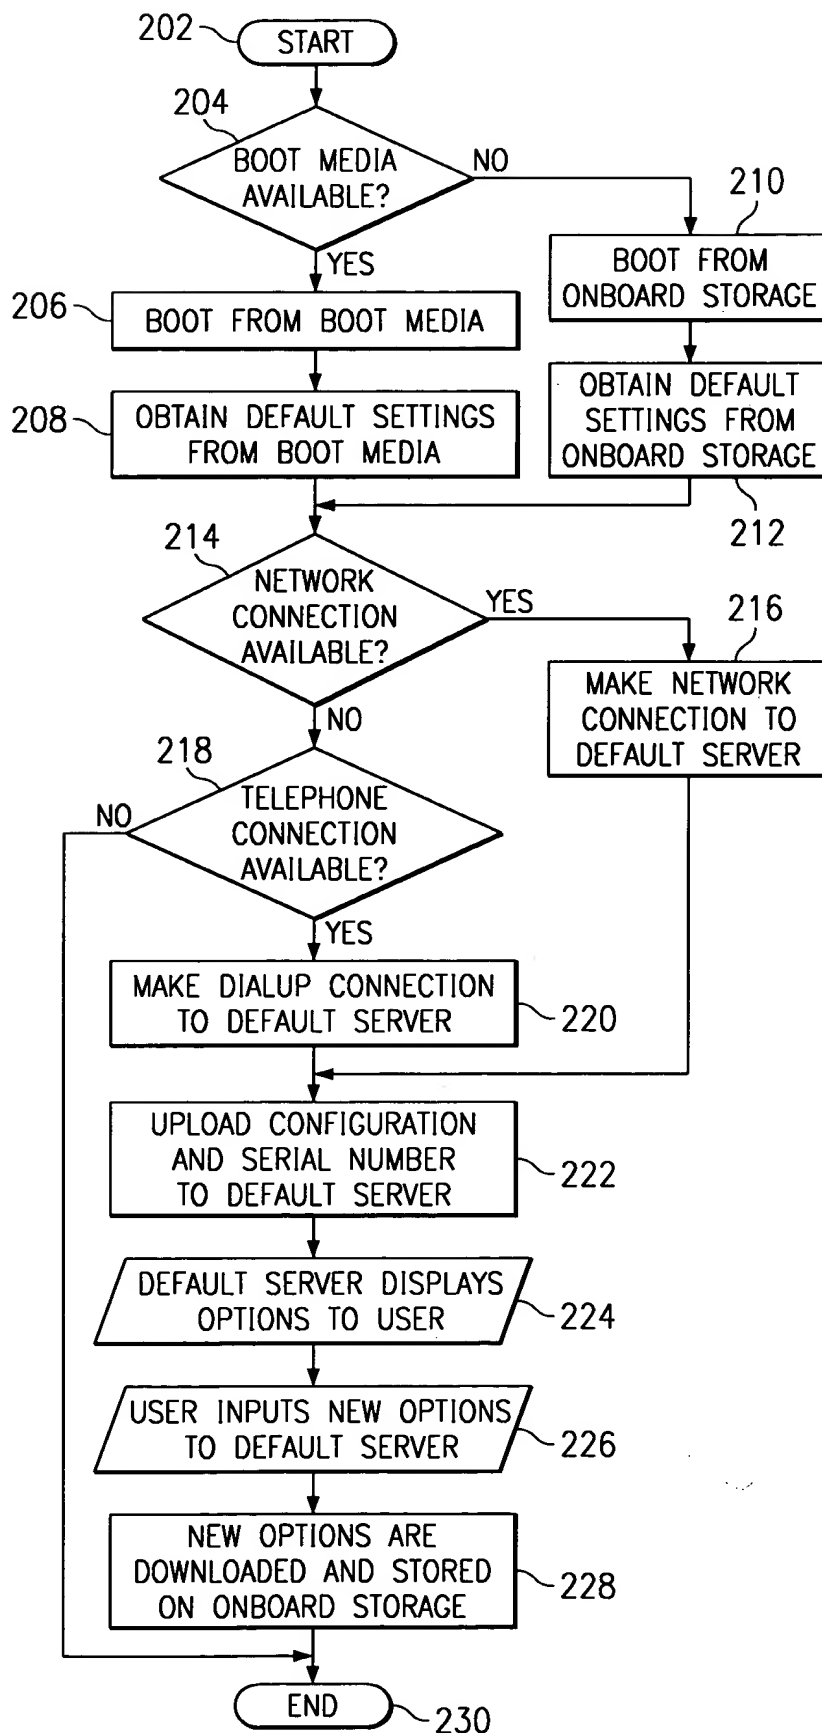 202
START
204
BOOT MEDIA
AVAILABLE?
NO
YES
210
BOOT FROM
ONBOARD STORAGE
206
BOOT FROM BOOT MEDIA
208
OBTAIN DEFAULT SETTINGS
FROM BOOT MEDIA
OBTAIN DEFAULT
SETTINGS FROM
ONBOARD STORAGE
212
214
NETWORK
CONNECTION
AVAILABLE?
YES
NO
216
MAKE NETWORK
CONNECTION TO
DEFAULT SERVER
218
TELEPHONE
CONNECTION
AVAILABLE?
NO
YES
MAKE DIALUP CONNECTION
TO DEFAULT SERVER
220
UPLOAD CONFIGURATION
AND SERIAL NUMBER
TO DEFAULT SERVER
222
DEFAULT SERVER DISPLAYS
OPTIONS TO USER
224
USER INPUTS NEW OPTIONS
TO DEFAULT SERVER
226
NEW OPTIONS ARE
DOWNLOADED AND STORED
ON ONBOARD STORAGE
228
END
230